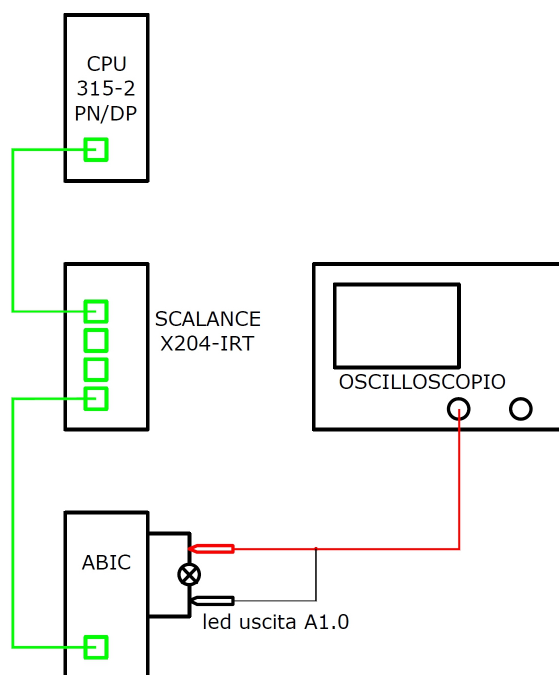 CPU
315-2
PN/DP
SCALANCE
X204-IRT
OSCILLOSCOPIO
ABIC
led uscita A1.0